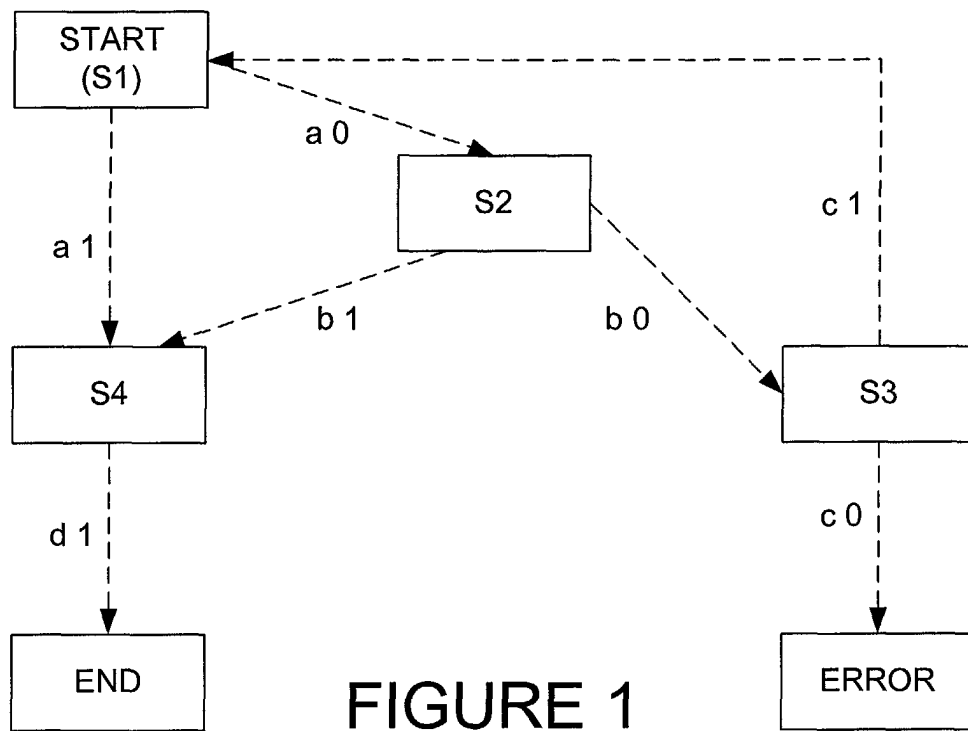 START
(S1)
a 0
S2
c 1
a 1
b 1
b 0
S4
S3
d 1
c 0
END
ERROR
FIGURE 1